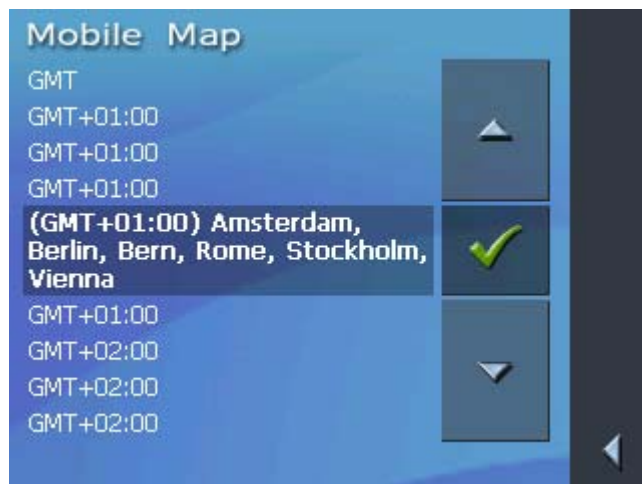 Mobile Map
GMT
GMT+01:00
GMT+01:00
GMT+01:00
(GMT+01:00) Amsterdam,
Berlin, Bern, Rome, Stockholm,
Vienna
GMT+01:00
GMT+02:00
GMT+02:00
GMT+02:00